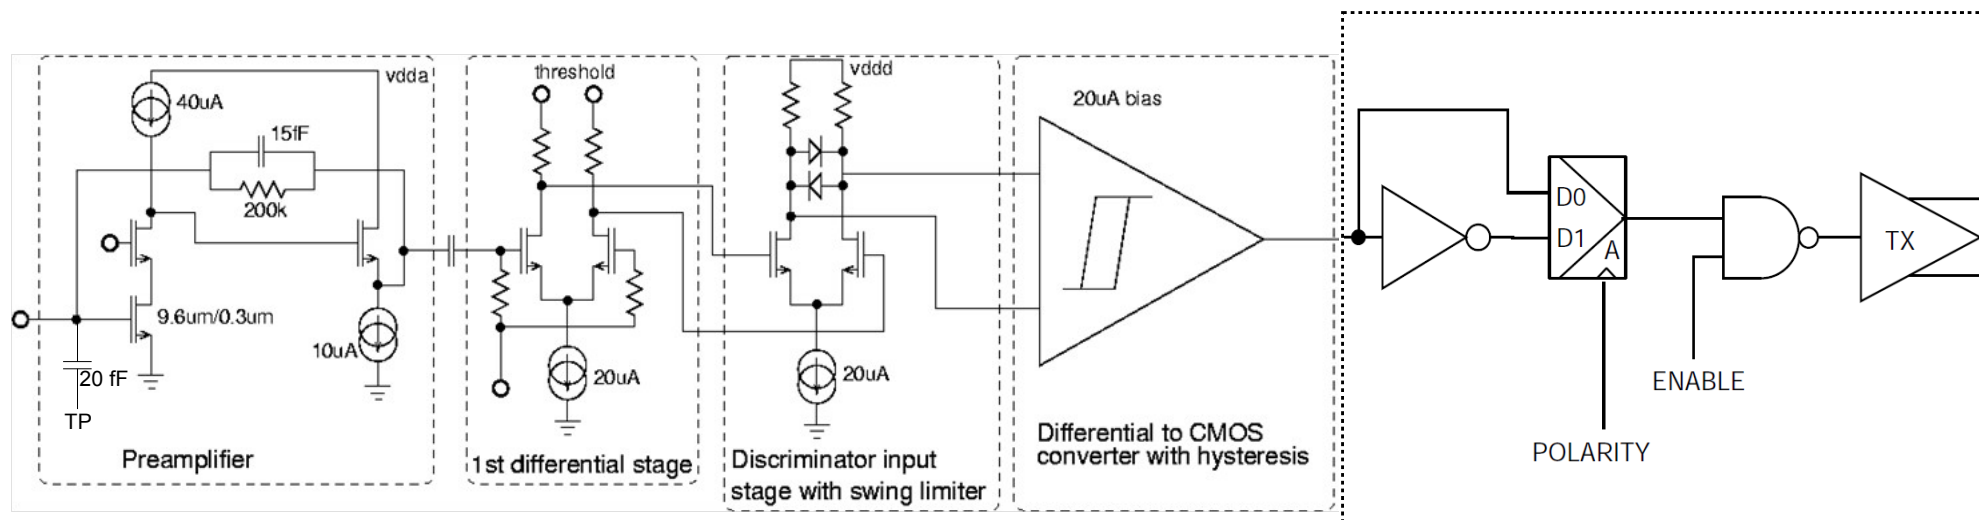 vdda
40uA
15fF
200k
9.6um/0.3um
10uA
20 fF
TP
Preamplifier
threshold
20uA
1st differential stage
vddd
20uA
Discriminator input
stage with swing limiter
20uA bias
Differential to CMOS
converter with hysteresis
D0
D1
A
TX
ENABLE
POLARITY